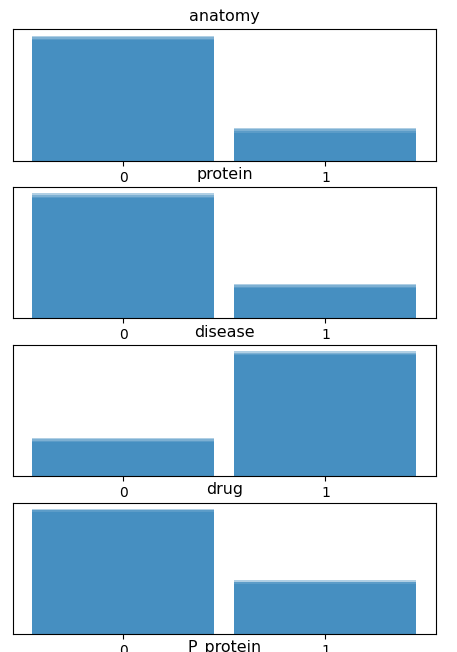 anatomy
0 1
protein
0 1
disease
0 1
drug
0 1
P_protein